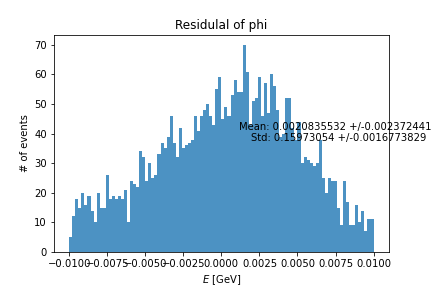 Residulal of phi
70
60
50
40
30
20
10
0
# of events
Mean: 0.0020835532 +/-0.002372441
Std: 0.15973054 +/-0.0016773829
−0.0100 −0.0075 −0.0050 −0.0025 0.0000 0.0025 0.0050 0.0075 0.0100
E [GeV]